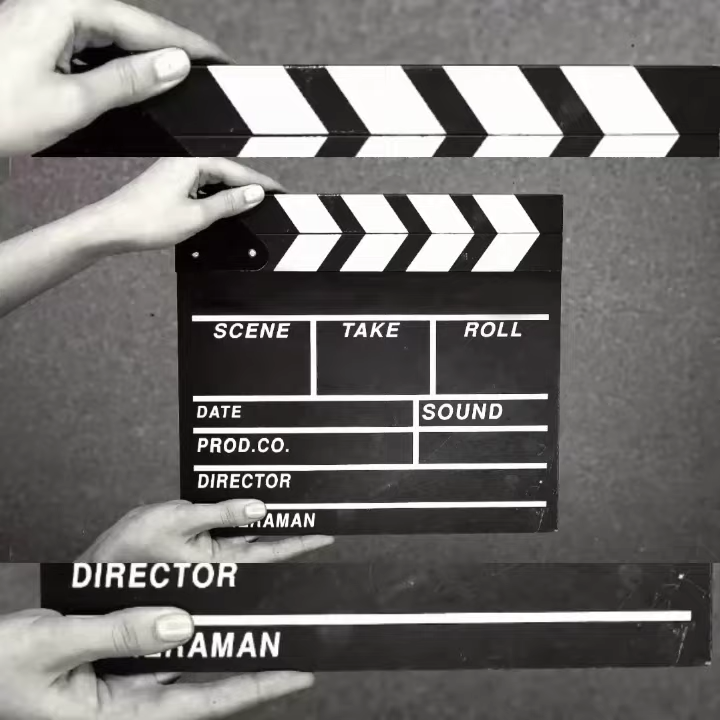 SCENE TAKE ROLL
DATE SOUND
PROD.CO.
DIRECTOR
DIRECTOR